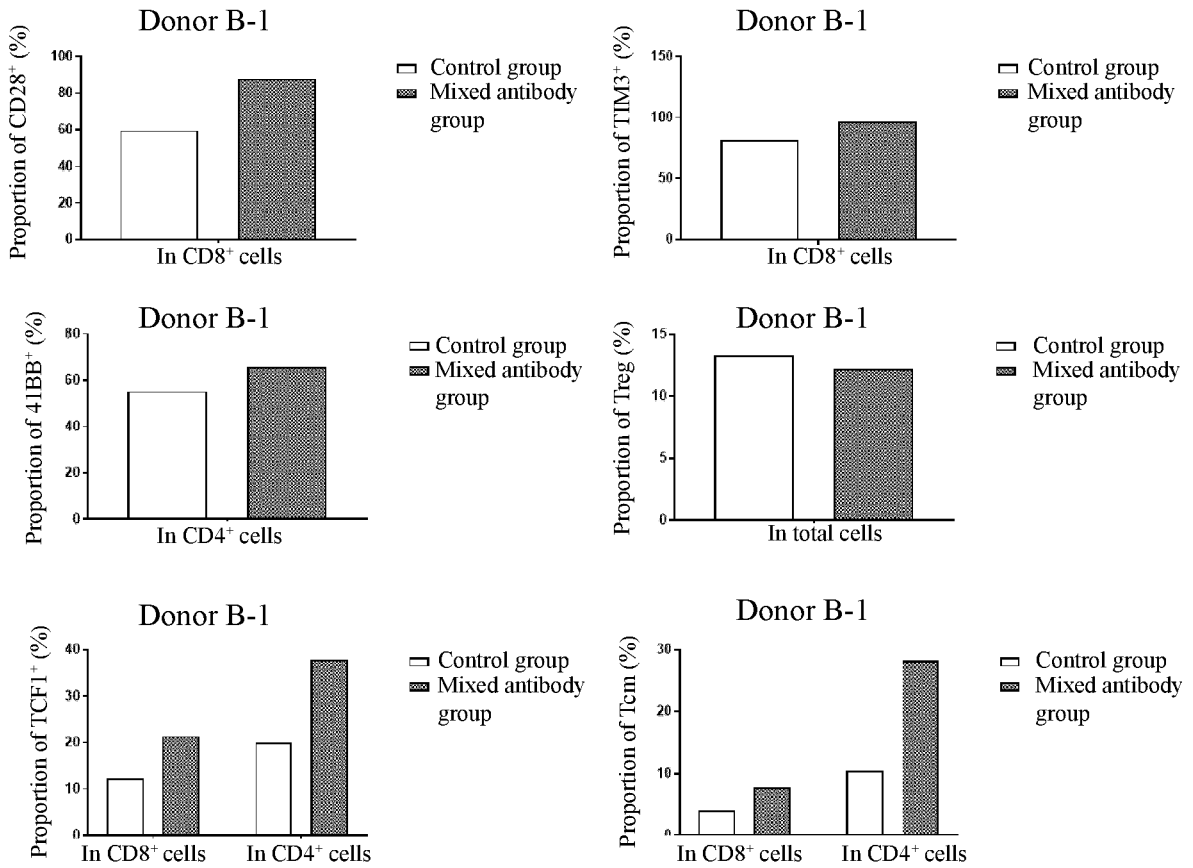 Donor B-1
Proportion of CD28⁺ (%)
100
80
60
40
20
0
In CD8⁺ cells
Control group
Mixed antibody
group
Donor B-1
Proportion of TIM3⁺ (%)
150
100
50
0
In CD8⁺ cells
Control group
Mixed antibody
group
Donor B-1
Proportion of 41BB⁺ (%)
80
60
40
20
0
In CD4⁺ cells
Control group
Mixed antibody
group
Donor B-1
Proportion of Treg (%)
15
10
5
0
In total cells
Control group
Mixed antibody
group
Donor B-1
Proportion of TCF1⁺ (%)
40
30
20
10
0
In CD8⁺ cells
In CD4⁺ cells
Control group
Mixed antibody
group
Donor B-1
Proportion of Tcm (%)
30
20
10
0
In CD8⁺ cells
In CD4⁺ cells
Control group
Mixed antibody
group